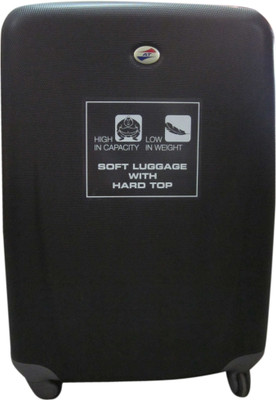 HIGH
IN CAPACITY
LOW
IN WEIGHT
SOFT LUGGAGE
WITH
HARD TOP